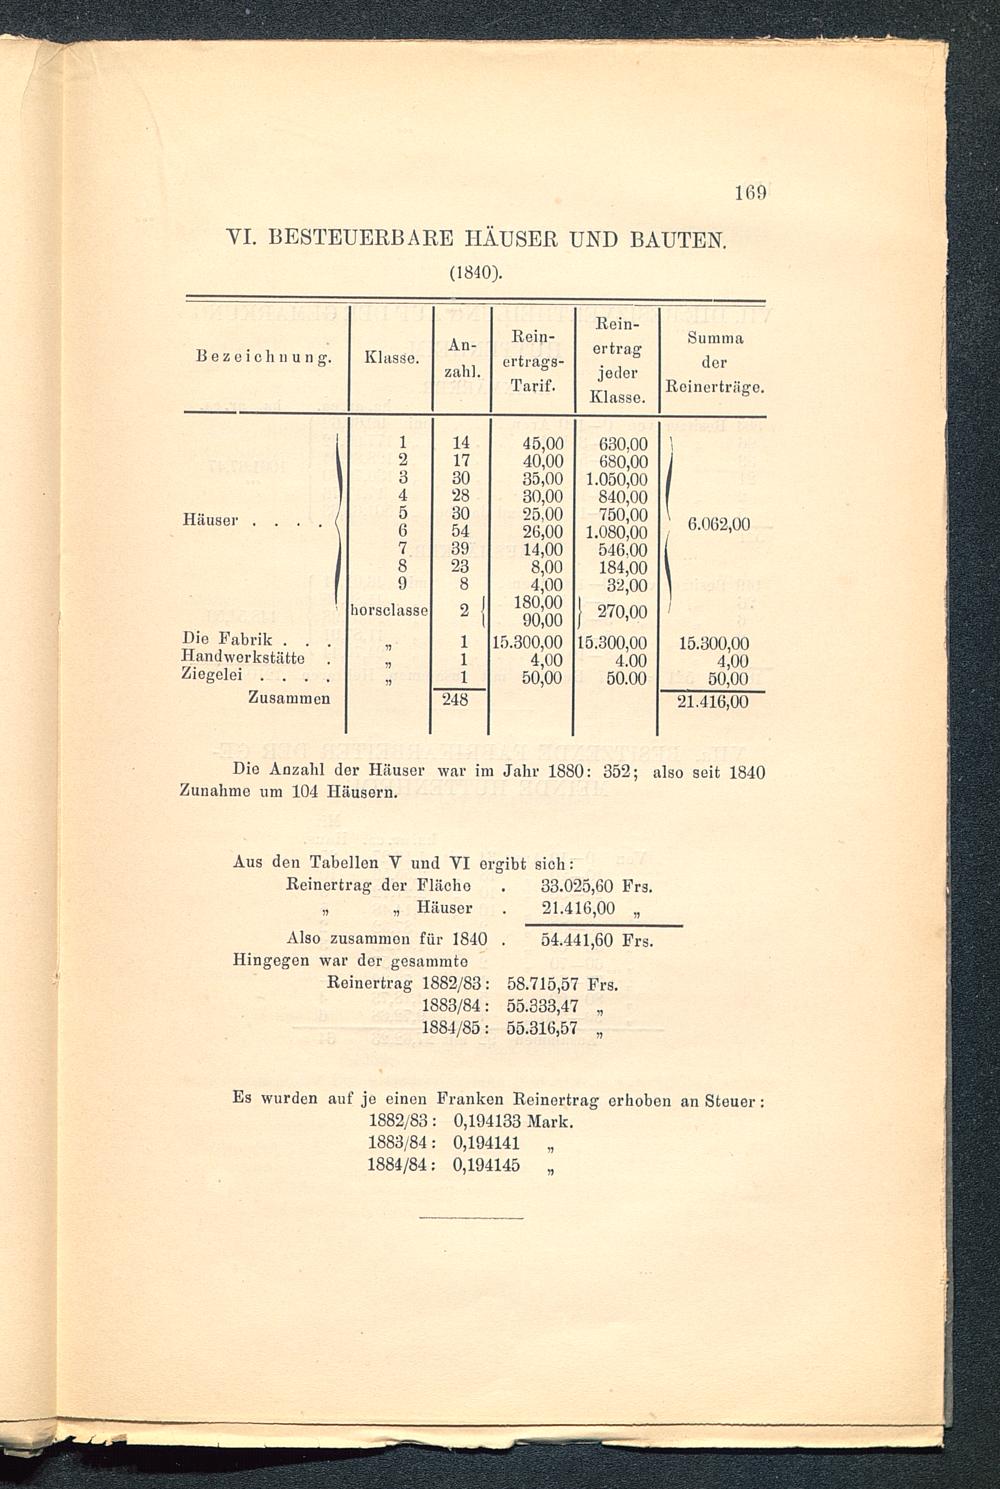 169
VI. BESTEUERBARE HÄUSER UND BAUTEN.
(1840).
Bezeichnung. Klasse. An-zahl. Rein-ertrags-Tarif. Rein-ertrag jeder Klasse. Summa der Reinerträge.
1 14 45,00 630,00
2 17 40,00 680,00
3 30 35,00 1.050,00
4 28 30,00 840,00
5 30 25,00 750,00
Häuser . . . . 6.062,00
6 54 26,00 1.080,00
7 39 14,00 546,00
8 23 8,00 184,00
9 8 4,00 32,00
horsclasse 2 { 180,00 90,00 } 270,00
Die Fabrik . . . „ 1 15.300,00 15.300,00 15.300,00
Handwerkstätte . „ 1 4,00 4.00 4,00
Ziegelei . . . . „ 1 50,00 50.00 50,00
Zusammen 248 21.416,00
Die Anzahl der Häuser war im Jahr 1880: 352; also seit 1840
Zunahme um 104 Häusern.
Aus den Tabellen V und VI ergibt sich:
Reinertrag der Fläche . 33.025,60 Frs.
„ „ Häuser . 21.416,00 „
Also zusammen für 1840 . 54.441,60 Frs.
Hingegen war der gesammte
Reinertrag 1882/83: 58.715,57 Frs.
1883/84: 55.333,47 „
1884/85: 55.316,57 „
Es wurden auf je einen Franken Reinertrag erhoben an Steuer:
1882/83: 0,194133 Mark.
1883/84: 0,194141 „
1884/84: 0,194145 „